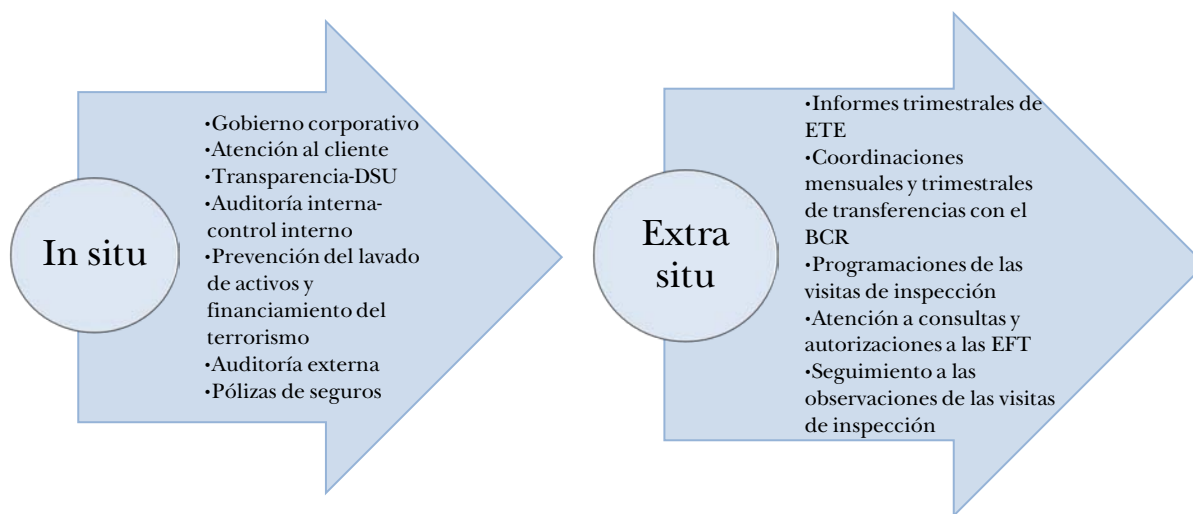 In situ
•Gobierno corporativo
•Atención al cliente
•Transparencia-DSU
•Auditoría interna-
control interno
•Prevención del lavado
de activos y
financiamiento del
terrorismo
•Auditoría externa
•Pólizas de seguros
Extra
situ
•Informes trimestrales de
ETE
•Coordinaciones
mensuales y trimestrales
de transferencias con el
BCR
•Programaciones de las
visitas de inspección
•Atención a consultas y
autorizaciones a las EFT
•Seguimiento a las
observaciones de las visitas
de inspección